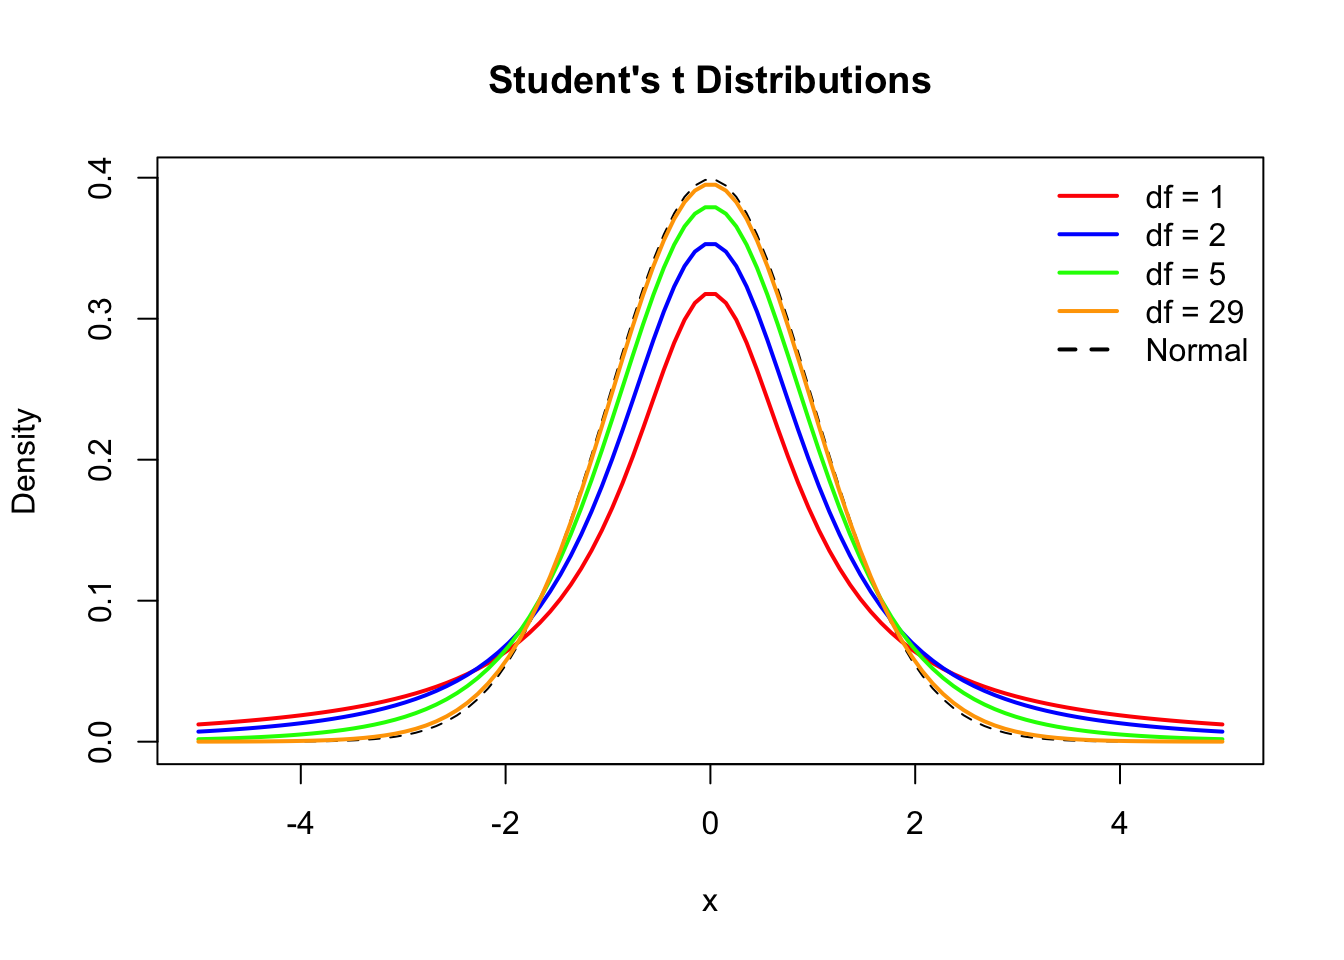 Student's t Distributions
df = 1
df = 2
df = 5
df = 29
Normal
Density
0.4
0.3
0.2
0.1
0.0
-4 -2 0 2 4
x